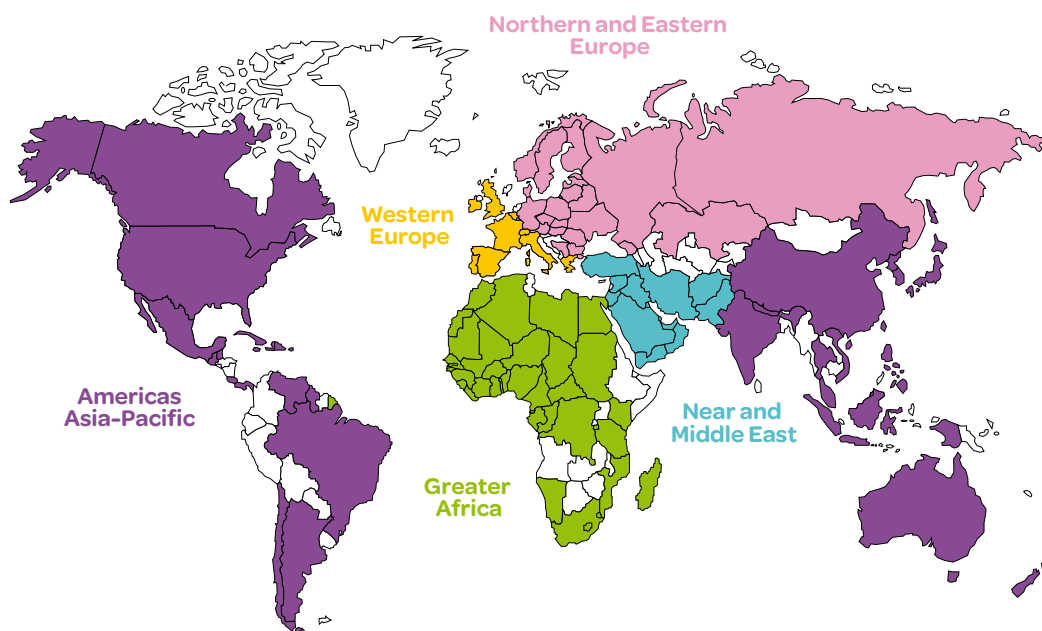 Northern and Eastern
Europe
Western
Europe
Americas
Asia-Pacific
Near and
Middle East
Greater
Africa